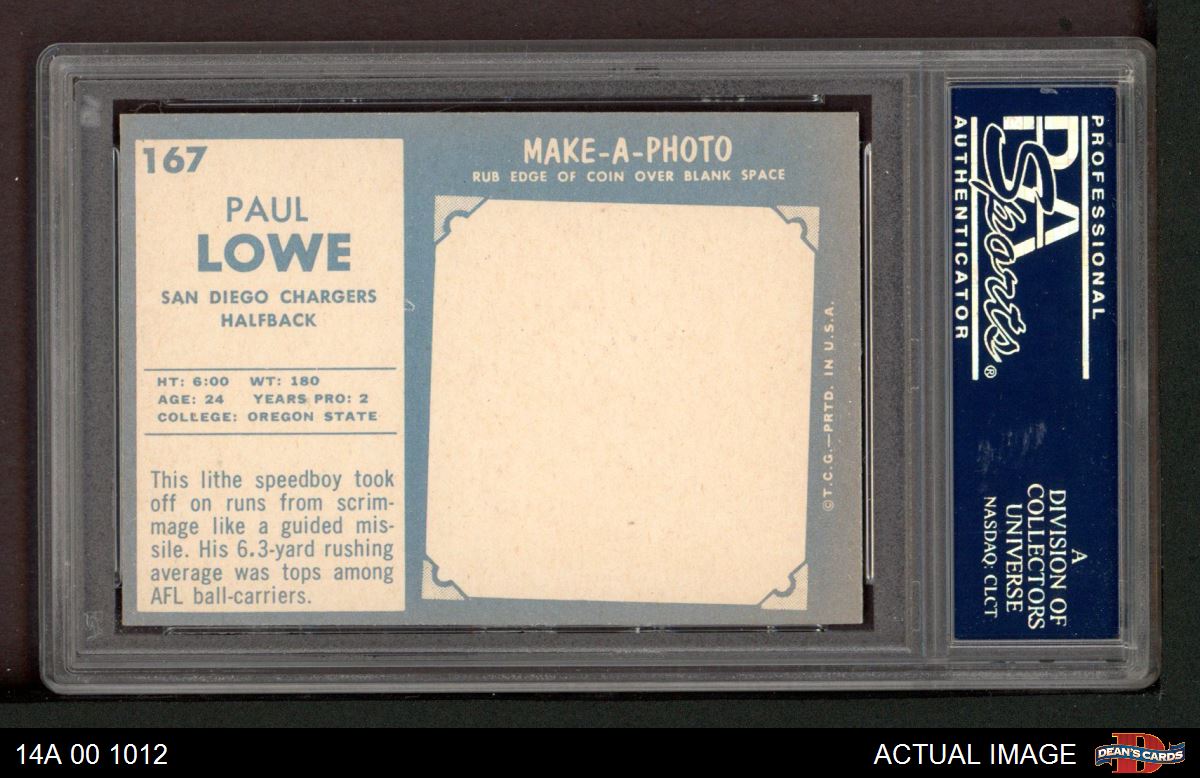 167
PAUL
LOWE
SAN DIEGO CHARGERS
HALFBACK
HT: 6:00 WT: 180
AGE: 24 YEARS PRO: 2
COLLEGE: OREGON STATE
This lithe speedboy took
off on runs from scrim-
mage like a guided mis-
sile. His 6.3-yard rushing
average was tops among
AFL ball-carriers.
MAKE-A-PHOTO
RUB EDGE OF COIN OVER BLANK SPACE
© T.C.G.—PRTD. IN U.S.A.
PROFESSIONAL
PSA
Sports®
AUTHENTICATOR
A
DIVISION OF
COLLECTORS
UNIVERSE
NASDAQ: CLCT
14A 00 1012
ACTUAL IMAGE
DEAN'S CARDS